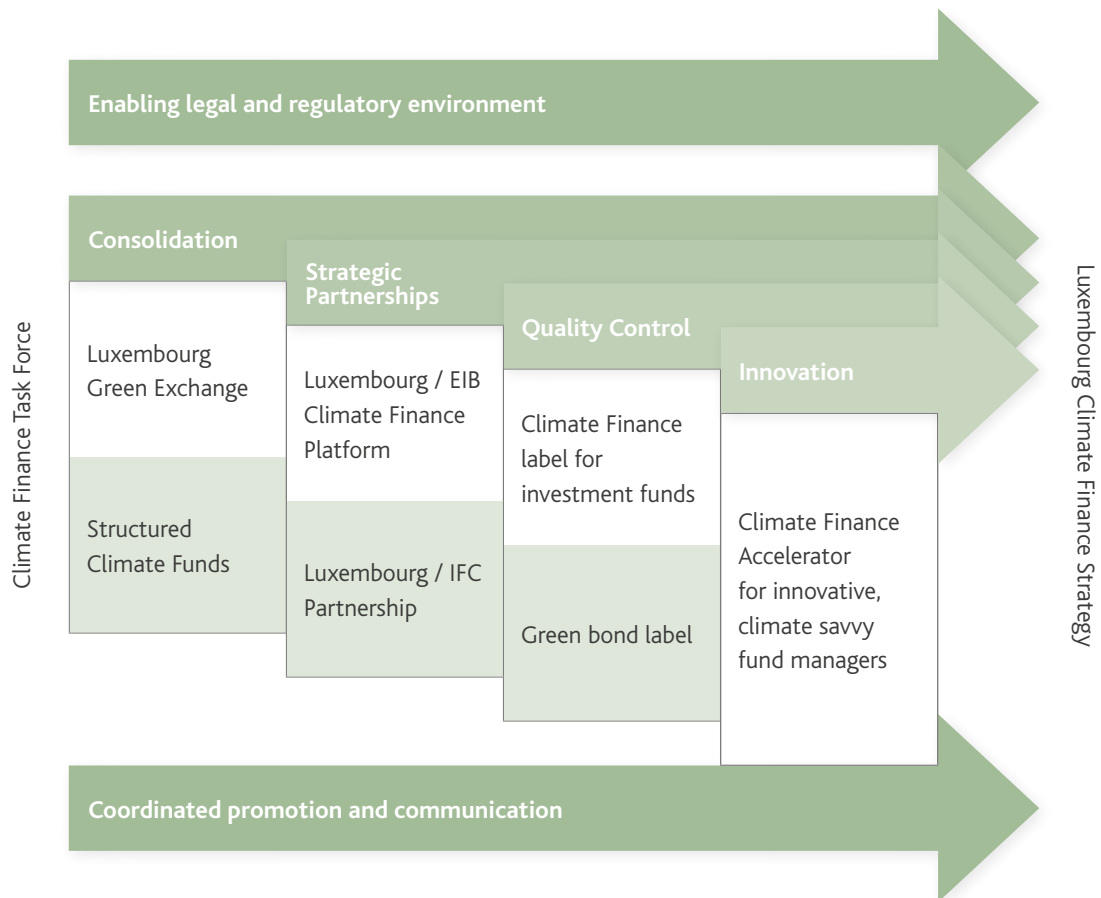 Enabling legal and regulatory environment
Climate Finance Task Force
Consolidation
Luxembourg
Green Exchange
Structured
Climate Funds
Strategic
Partnerships
Luxembourg / EIB
Climate Finance
Platform
Luxembourg / IFC
Partnership
Quality Control
Climate Finance
label for
investment funds
Green bond label
Innovation
Climate Finance
Accelerator
for innovative,
climate savvy
fund managers
Luxembourg Climate Finance Strategy
Coordinated promotion and communication